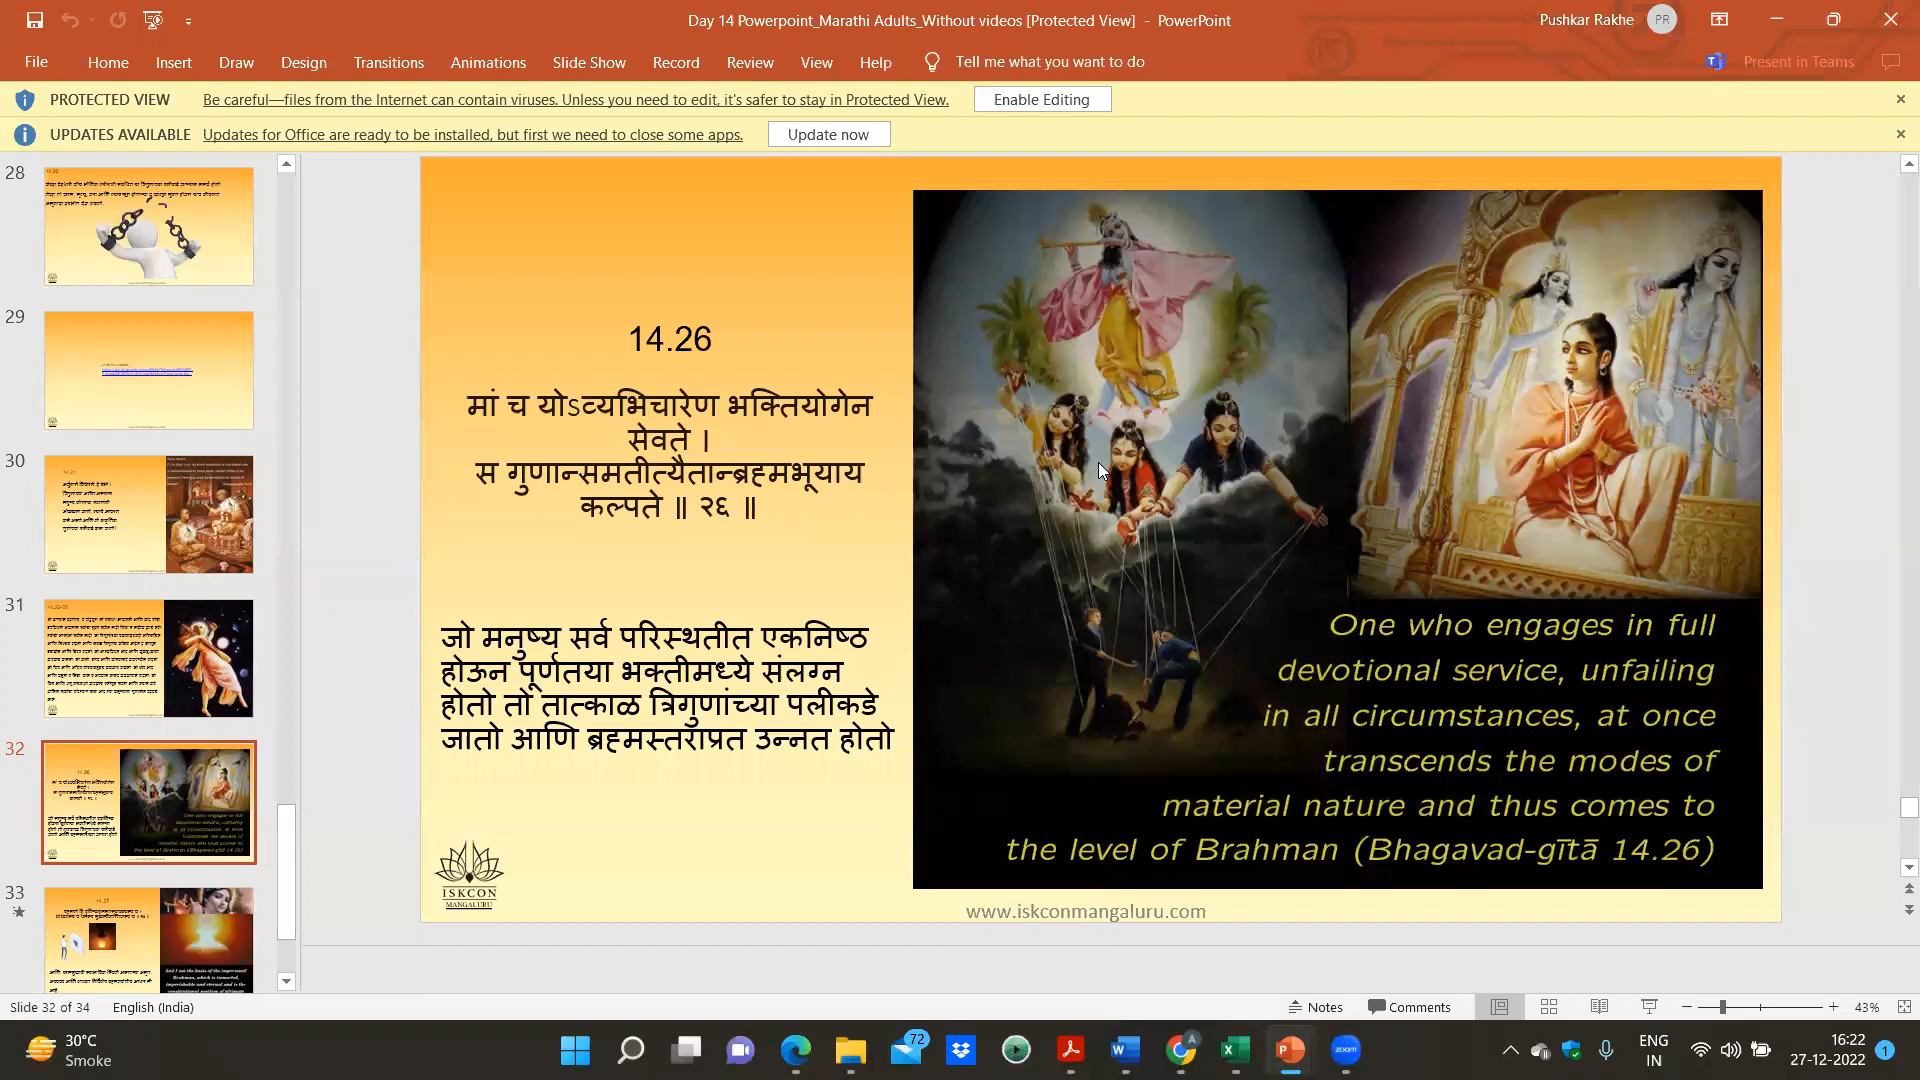 Day 14 Powerpoint_Marathi Adults_Without videos [Protected View] - PowerPoint
Pushkar Rakhe
PR
File Home Insert Draw Design Transitions Animations Slide Show Record Review View Help Tell me what you want to do
Present in Teams
PROTECTED VIEW Be careful—files from the Internet can contain viruses. Unless you need to edit, it's safer to stay in Protected View. Enable Editing
UPDATES AVAILABLE Updates for Office are ready to be installed, but first we need to close some apps. Update now
28
29
30
31
32
33
14.26
मां च योऽव्यभिचारेण भक्तियोगेन
सेवते ।
स गुणान्समतीत्यैतान्ब्रह्मभूयाय
कल्पते ॥ २६ ॥
जो मनुष्य सर्व परिस्थतीत एकनिष्ठ
होऊन पूर्णतया भक्तीमध्ये संलग्न
होतो तो तात्काळ त्रिगुणांच्या पलीकडे
जातो आणि ब्रह्मस्तराप्रत उन्नत होतो
One who engages in full
devotional service, unfailing
in all circumstances, at once
transcends the modes of
material nature and thus comes to
the level of Brahman (Bhagavad-gītā 14.26)
ISKCON
MANGALURU
www.iskconmangaluru.com
Slide 32 of 34 English (India)
Notes Comments 43%
30°C
Smoke
72
zoom
ENG
IN
16:22
27-12-2022
1